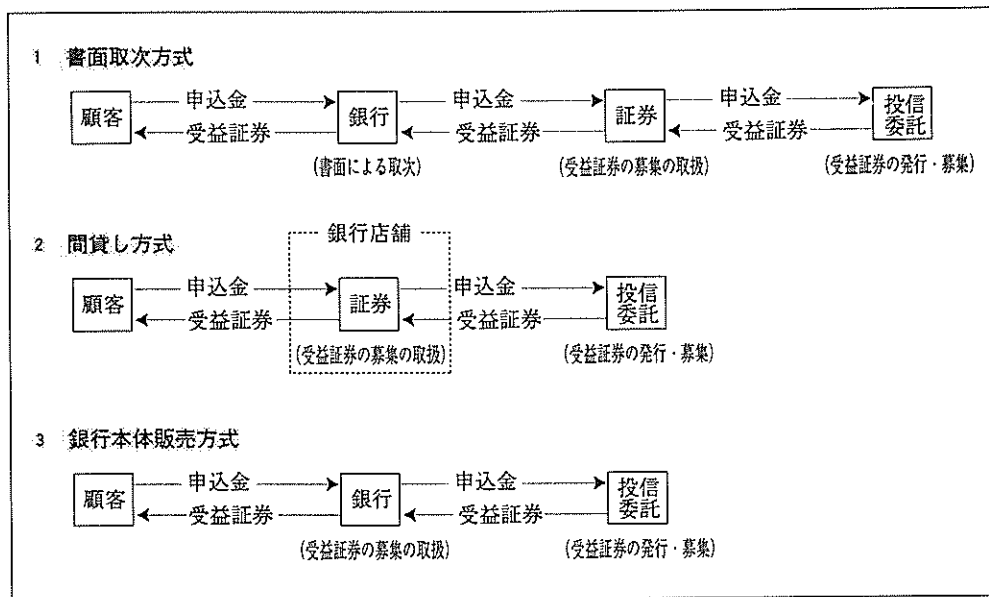 1 書面取次方式
申込金 申込金 申込金
顧客 銀行 証券 投信委託
受益証券 受益証券 受益証券
(書面による取次) (受益証券の募集の取扱) (受益証券の発行・募集)
2 間貸し方式
銀行店舗
申込金 申込金
顧客 証券 投信委託
受益証券 受益証券
(受益証券の募集の取扱) (受益証券の発行・募集)
3 銀行本体販売方式
申込金 申込金
顧客 銀行 投信委託
受益証券 受益証券
(受益証券の募集の取扱) (受益証券の発行・募集)